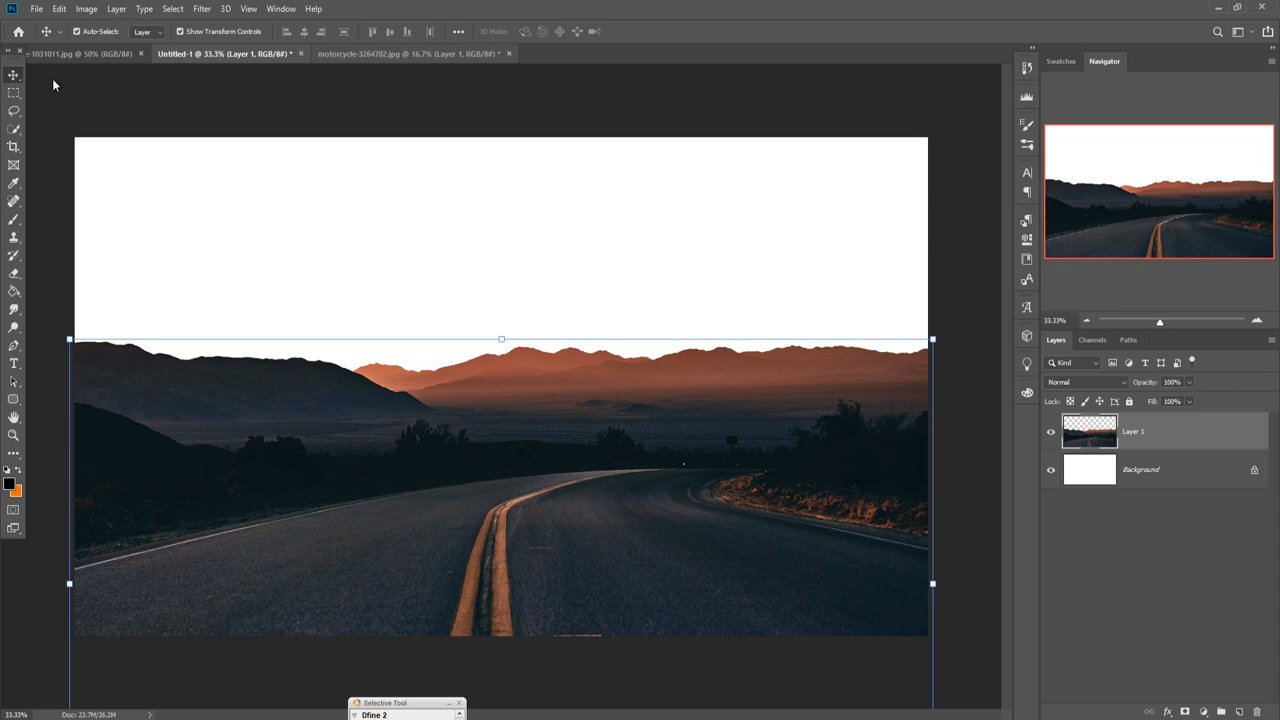 Ps File Edit Image Layer Type Select Filter 3D View Window Help
Auto-Select: Layer Show Transform Controls 3D Mode:
e-1031011.jpg @ 50% (RGB/8#) × Untitled-1 @ 33.3% (Layer 1, RGB/8#) * × motorcycle-3264702.jpg @ 16.7% (Layer 1, RGB/8#) * ×
Swatches Navigator
33.33%
Layers Channels Paths
Kind
Normal Opacity: 100%
Lock: Fill: 100%
Layer 1
Background
Selective Tool
Dfine 2
33.33% Doc: 23.7M/26.2M